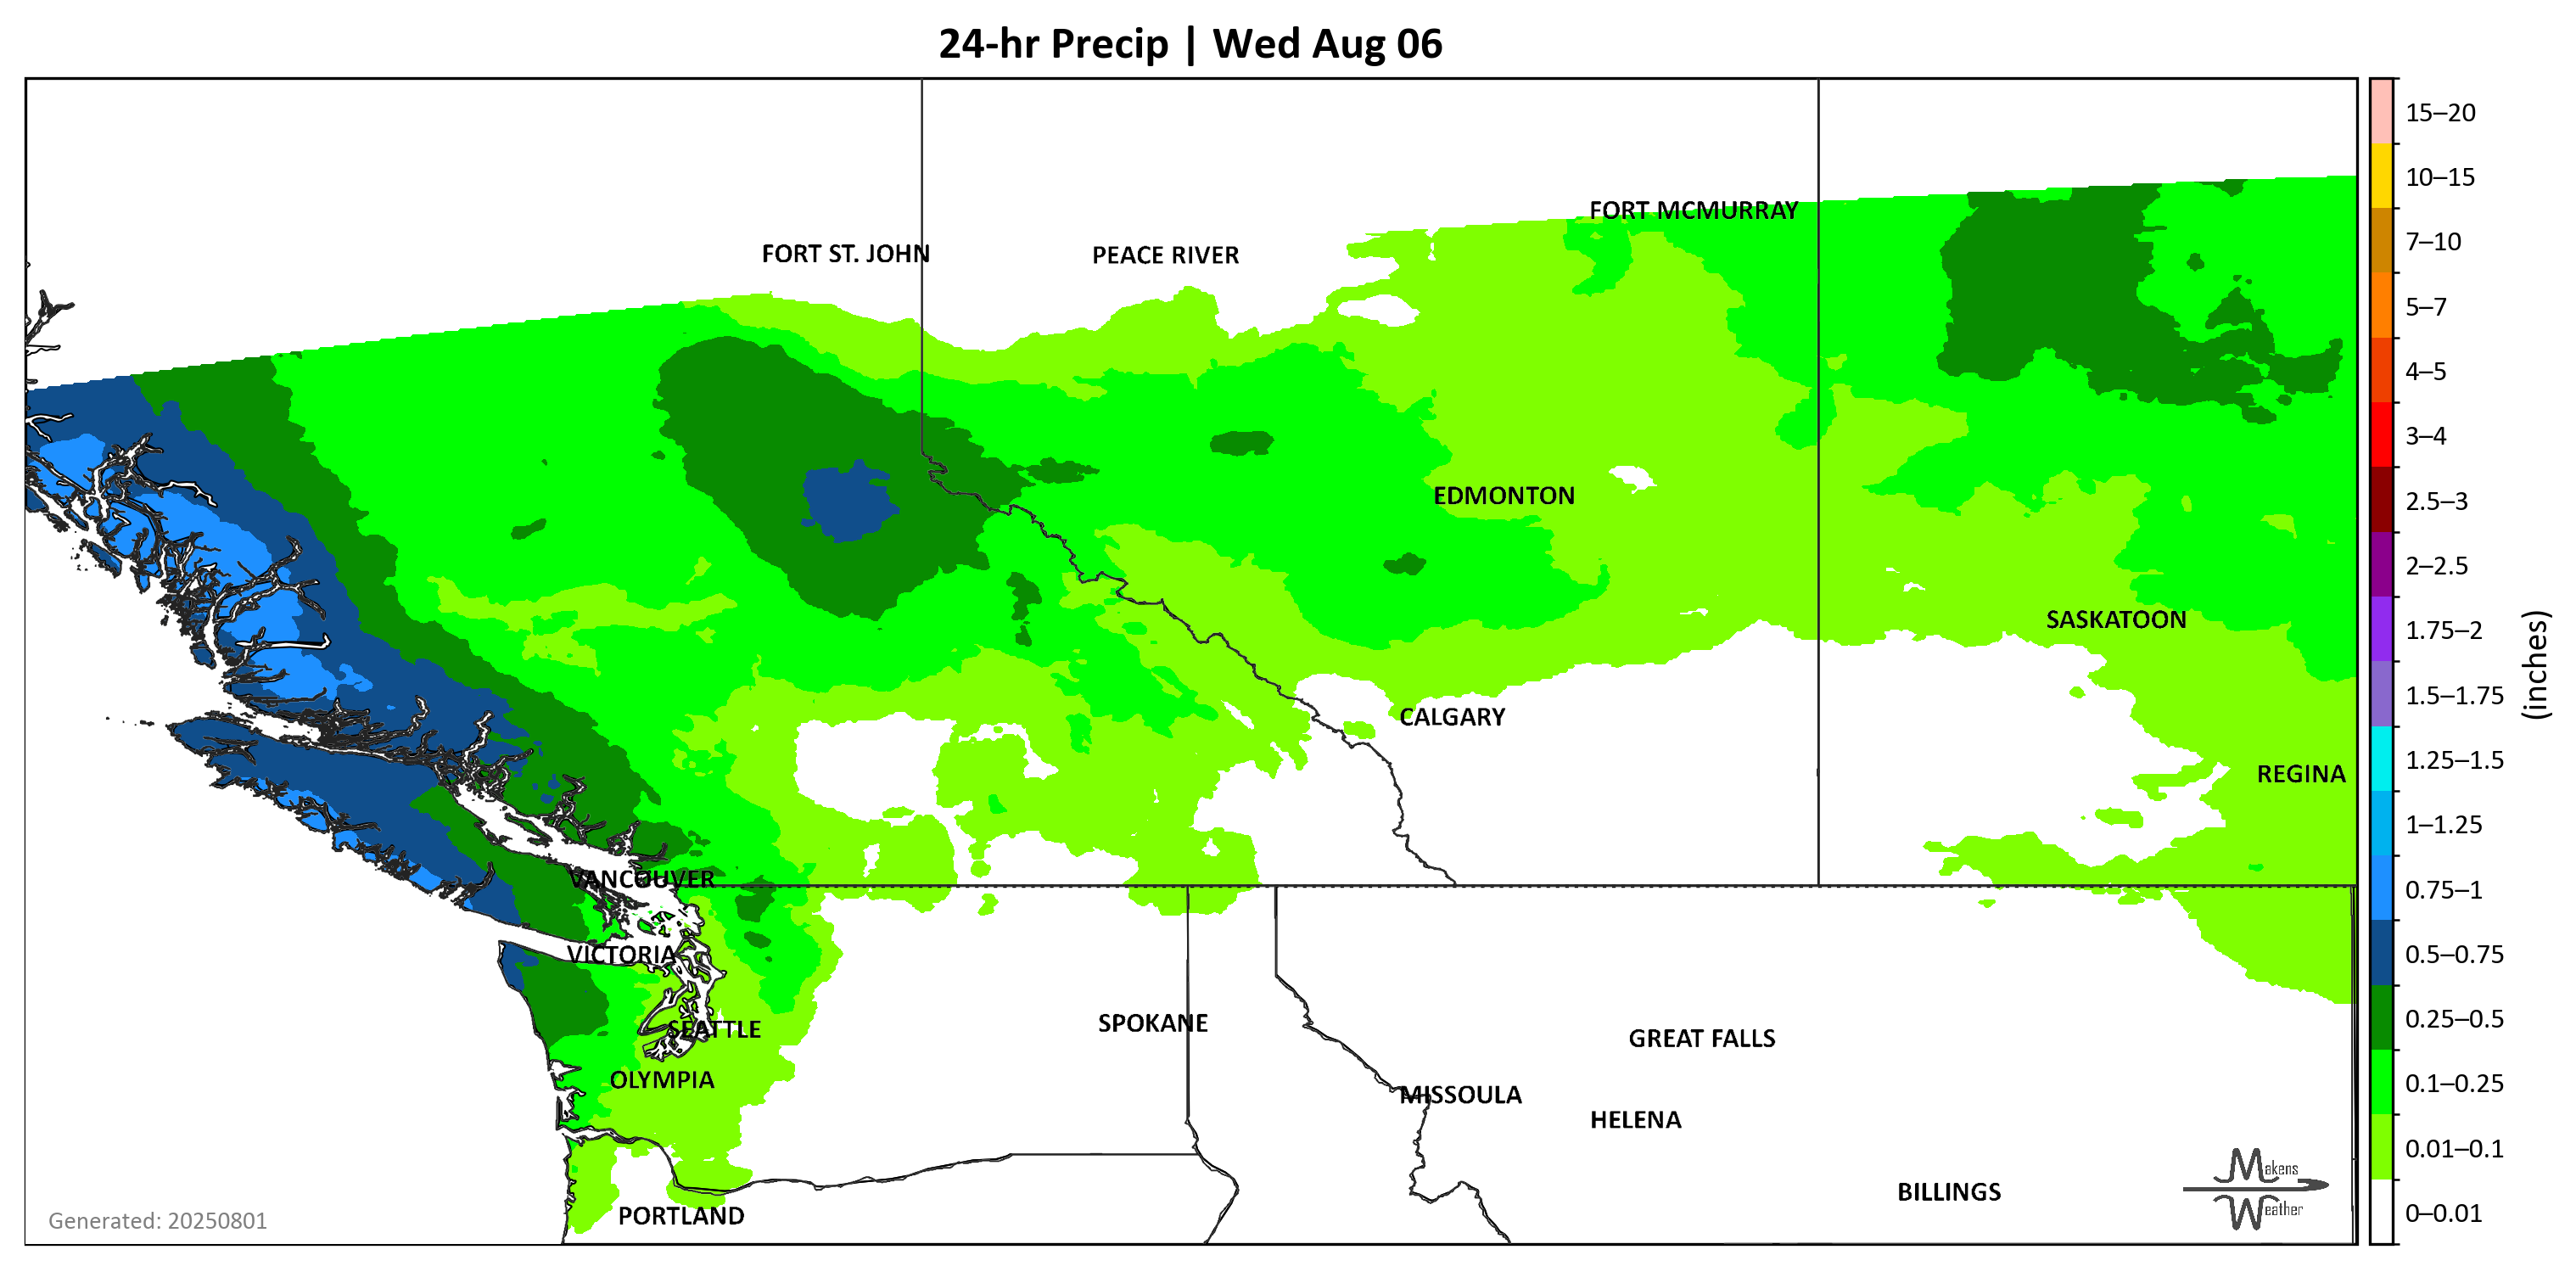 24-hr Precip | Wed Aug 06
FORT MCMURRAY
FORT ST. JOHN
PEACE RIVER
EDMONTON
SASKATOON
CALGARY
REGINA
VANCOUVER
VICTORIA
SPOKANE
SEATTLE
GREAT FALLS
OLYMPIA
MISSOULA
HELENA
BILLINGS
PORTLAND
Makens
Weather
Generated: 20250801
15–20
10–15
7–10
5–7
4–5
3–4
2.5–3
2–2.5
1.75–2
1.5–1.75
1.25–1.5
1–1.25
0.75–1
0.5–0.75
0.25–0.5
0.1–0.25
0.01–0.1
0–0.01
(inches)